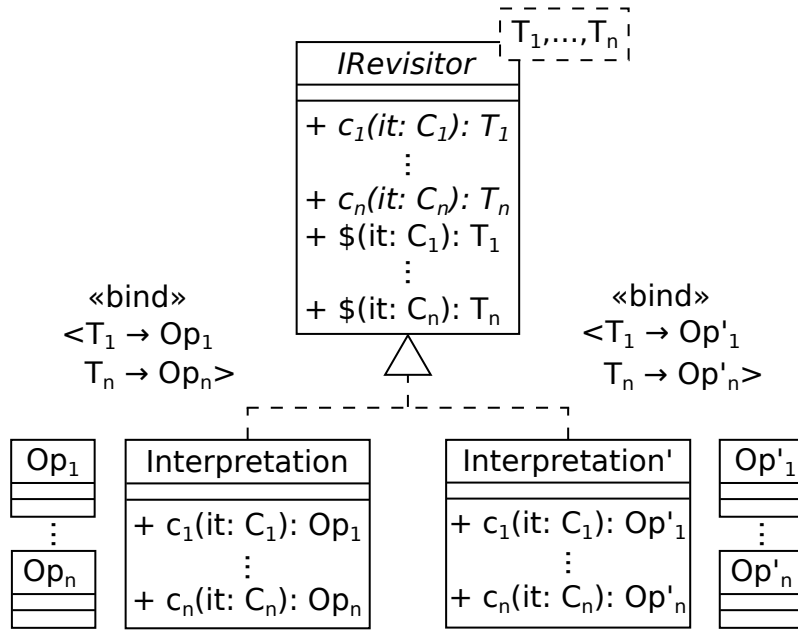 T₁,...,Tₙ
IRevisitor
+ c₁(it: C₁): T₁
⋮
+ cₙ(it: Cₙ): Tₙ
+ $(it: C₁): T₁
⋮
+ $(it: Cₙ): Tₙ
«bind»
<T₁ → Op₁
Tₙ → Opₙ>
«bind»
<T₁ → Op'₁
Tₙ → Op'ₙ>
Op₁
⋮
Opₙ
Interpretation
+ c₁(it: C₁): Op₁
⋮
+ cₙ(it: Cₙ): Opₙ
Interpretation'
+ c₁(it: C₁): Op'₁
⋮
+ cₙ(it: Cₙ): Op'ₙ
Op'₁
⋮
Op'ₙ